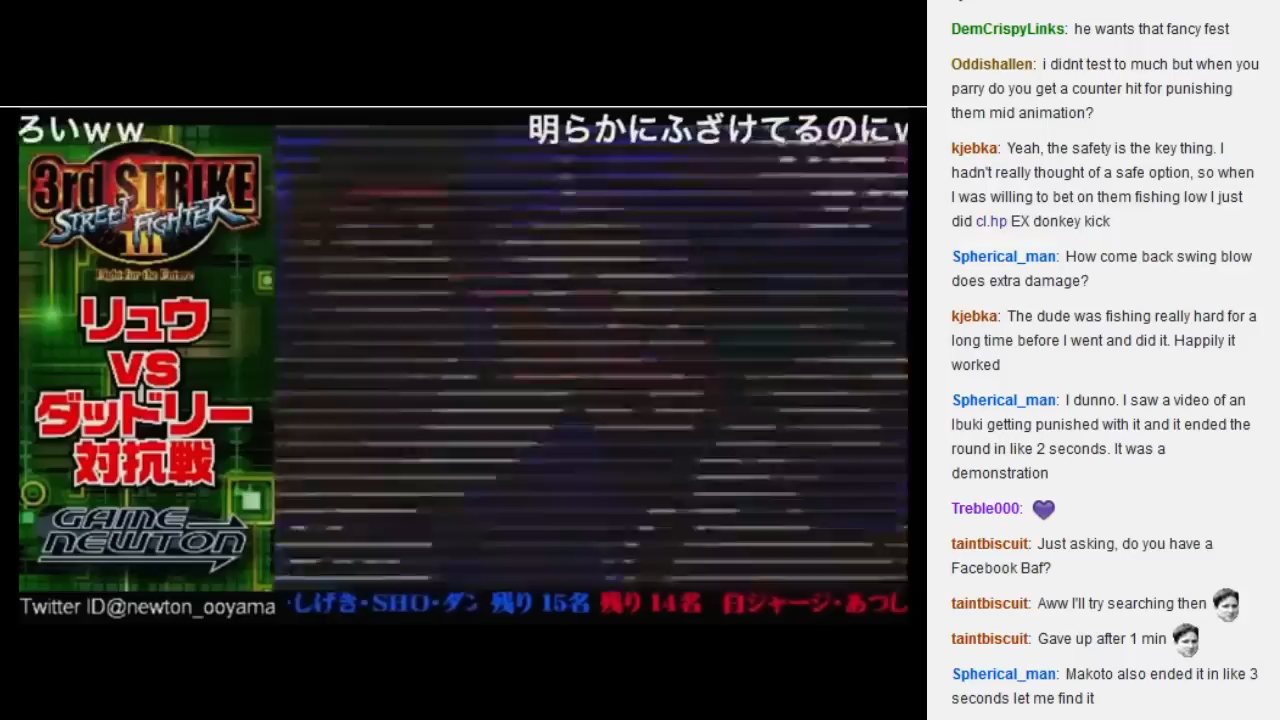 ろいｗｗ
明らかにふざけてるのにｗ
3rd STRIKE
STREET FIGHTER
III
Fight for the Future
リュウ
VS
ダッドリー
対抗戦
GAME
NEWTON
Twitter ID@newton_ooyama
・しげき・SHO・ダン 残り 15名 残り 14名 白ジャージ・あつし
DemCrispyLinks: he wants that fancy fest
Oddishallen: i didnt test to much but when you
parry do you get a counter hit for punishing
them mid animation?
kjebka: Yeah, the safety is the key thing. I
hadn't really thought of a safe option, so when
I was willing to bet on them fishing low I just
did cl.hp EX donkey kick
Spherical_man: How come back swing blow
does extra damage?
kjebka: The dude was fishing really hard for a
long time before I went and did it. Happily it
worked
Spherical_man: I dunno. I saw a video of an
Ibuki getting punished with it and it ended the
round in like 2 seconds. It was a
demonstration
Treble000:
taintbiscuit: Just asking, do you have a
Facebook Baf?
taintbiscuit: Aww I'll try searching then
taintbiscuit: Gave up after 1 min
Spherical_man: Makoto also ended it in like 3
seconds let me find it